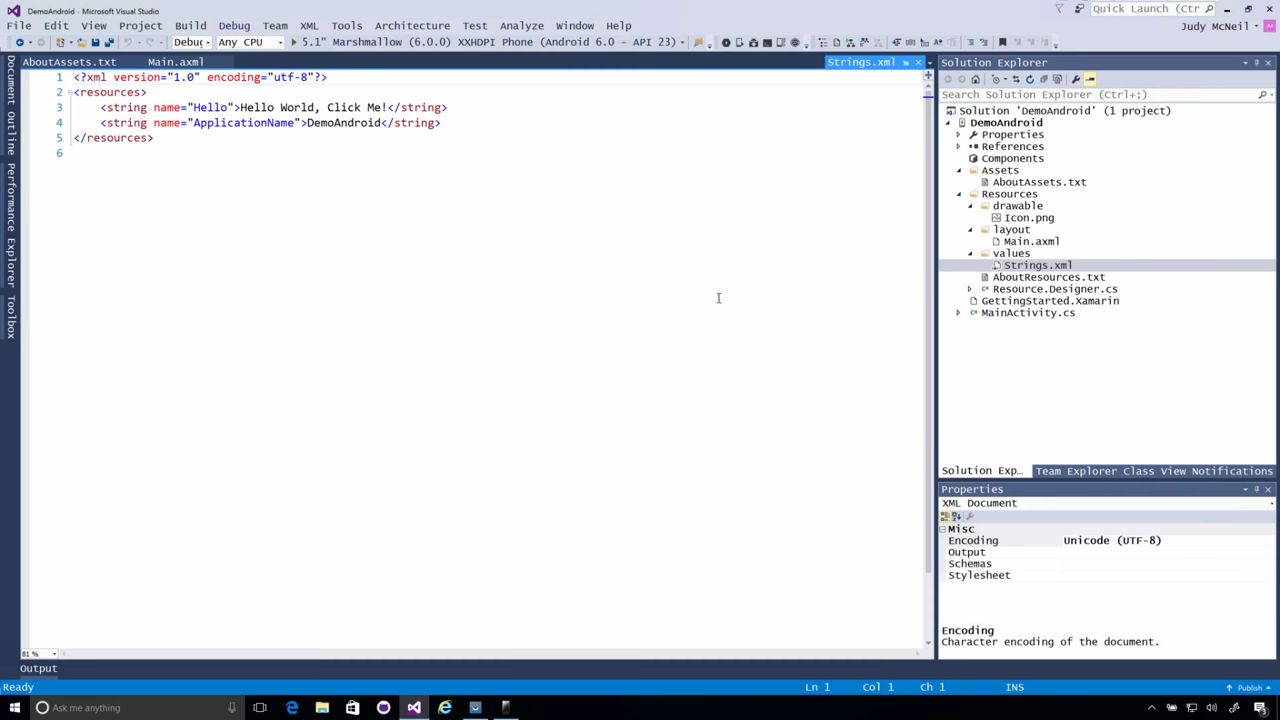 DemoAndroid - Microsoft Visual Studio
Quick Launch (Ctr
File Edit View Project Build Debug Team XML Tools Architecture Test Analyze Window Help
Judy McNeil
JM
Debug Any CPU 5.1" Marshmallow (6.0.0) XXHDPI Phone (Android 6.0 - API 23)
AboutAssets.txt Main.axml Strings.xml
Document Outline
Performance Explorer
Toolbox
1 <?xml version="1.0" encoding="utf-8"?>
2 <resources>
3 <string name="Hello">Hello World, Click Me!</string>
4 <string name="ApplicationName">DemoAndroid</string>
5 </resources>
6
81 %
Output
Solution Explorer
Search Solution Explorer (Ctrl+;)
Solution 'DemoAndroid' (1 project)
DemoAndroid
Properties
References
Components
Assets
AboutAssets.txt
Resources
drawable
Icon.png
layout
Main.axml
values
Strings.xml
AboutResources.txt
Resource.Designer.cs
GettingStarted.Xamarin
MainActivity.cs
Solution Exp... Team Explorer Class View Notifications
Properties
XML Document
Misc
Encoding Unicode (UTF-8)
Output
Schemas
Stylesheet
Encoding
Character encoding of the document.
Ready Ln 1 Col 1 Ch 1 INS Publish
Ask me anything
3